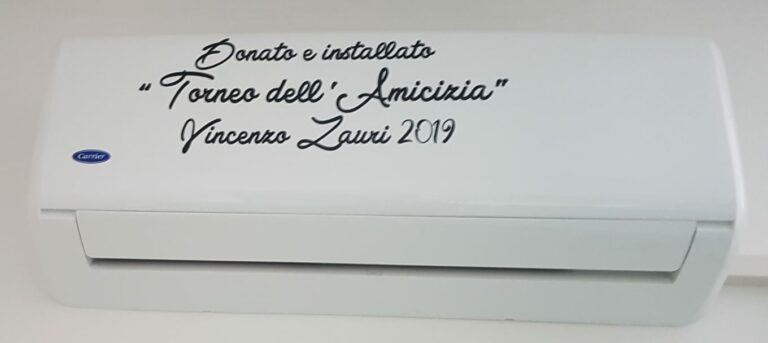 Donato e installato
“Torneo dell'Amicizia”
Vincenzo Zauri 2019
Carrier